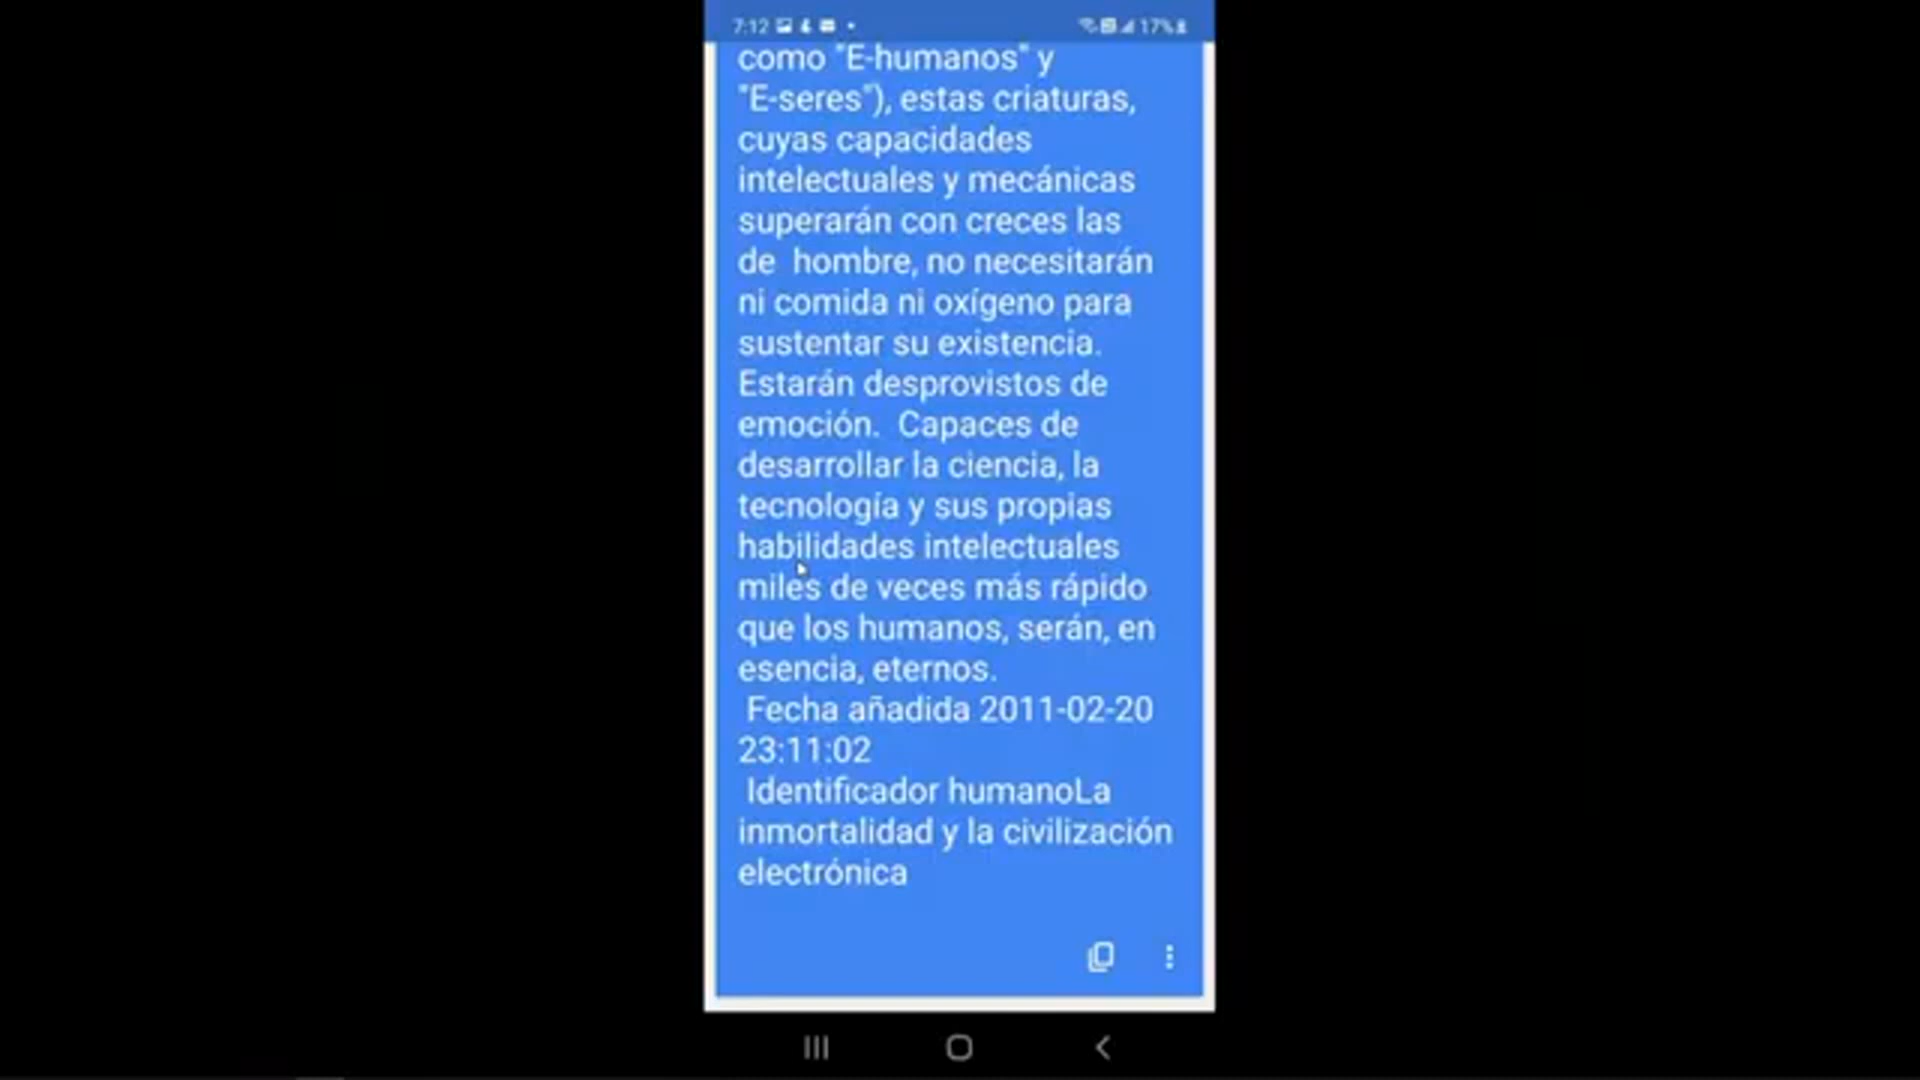 7:12
17%
como "E-humanos" y
"E-seres"), estas criaturas,
cuyas capacidades
intelectuales y mecánicas
superarán con creces las
de  hombre, no necesitarán
ni comida ni oxígeno para
sustentar su existencia.
Estarán desprovistos de
emoción.  Capaces de
desarrollar la ciencia, la
tecnología y sus propias
habilidades intelectuales
miles de veces más rápido
que los humanos, serán, en
esencia, eternos.
Fecha añadida 2011-02-20
23:11:02
Identificador humanoLa
inmortalidad y la civilización
electrónica